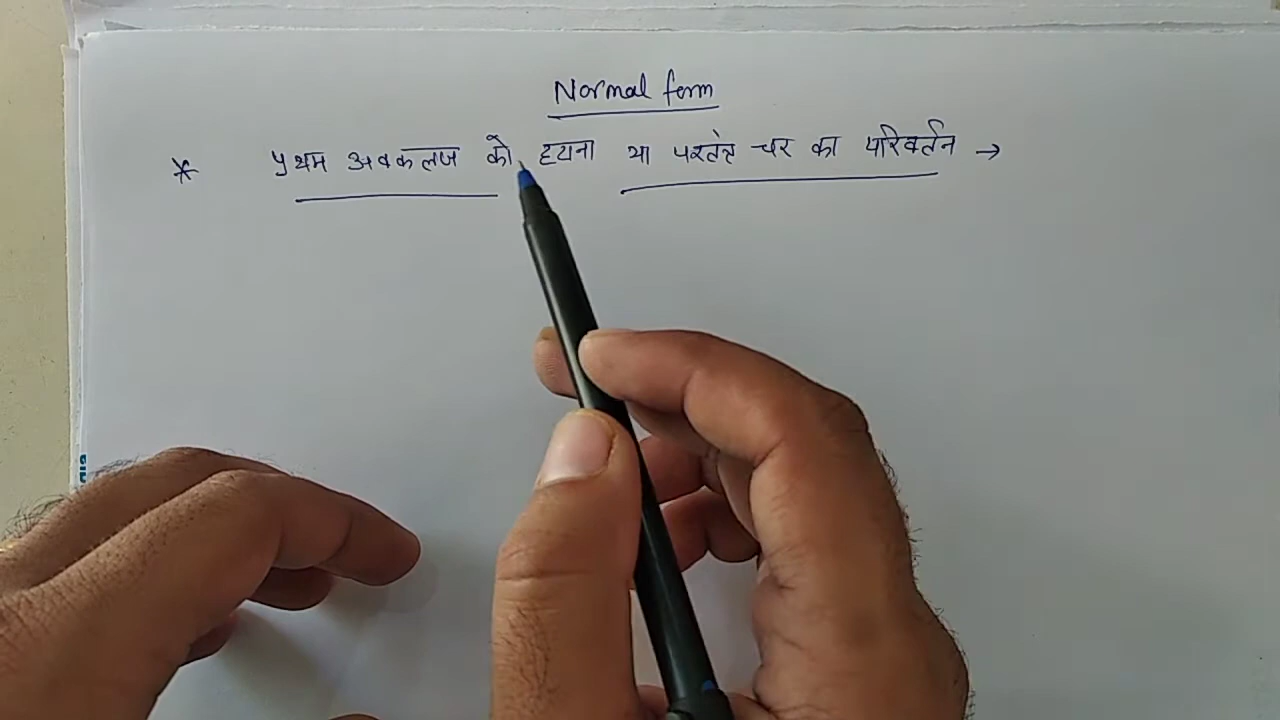 Normal form
* प्रथम अवकलज को हटाना या परतंत्र चर का परिवर्तन →